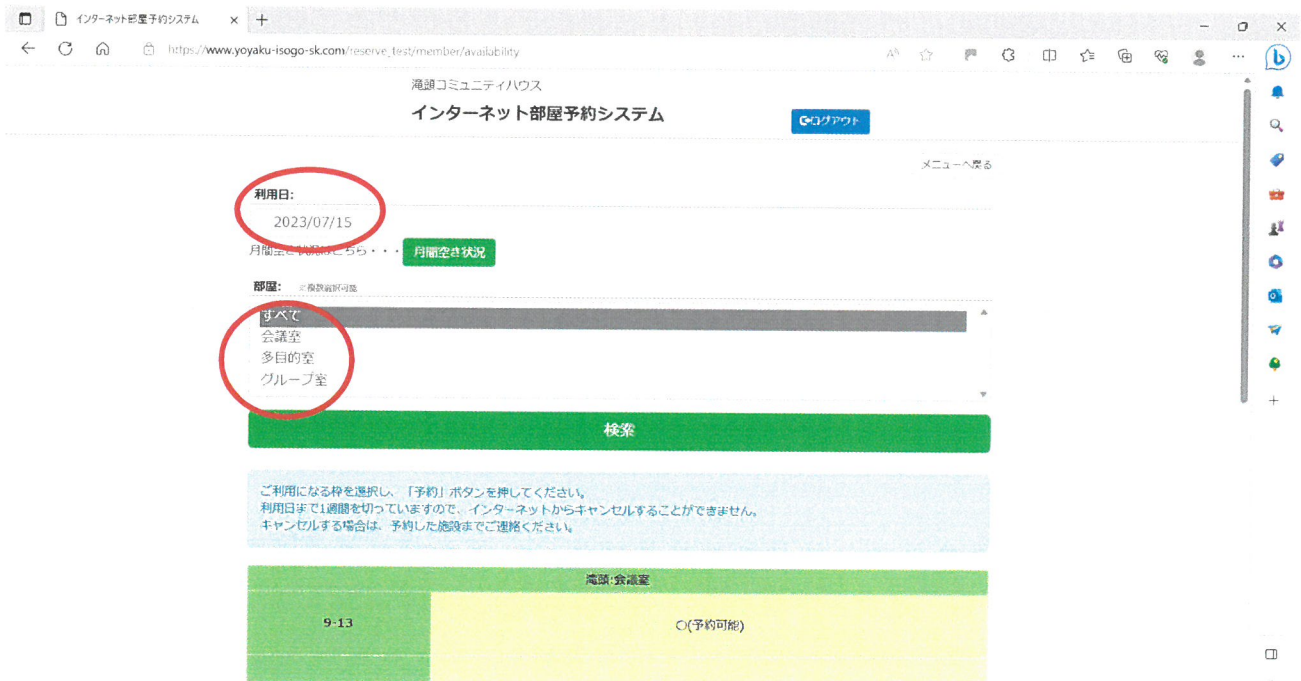 インターネット部屋予約システム
https://www.yoyaku-isogo-sk.com/reserve_test/member/availability
滝頭コミュニティハウス
インターネット部屋予約システム
ログアウト
メニューへ戻る
利用日:
2023/07/15
月間空き状況はこちら・・・ 月間空き状況
部屋: ※複数選択可能
すべて
会議室
多目的室
グループ室
検索
ご利用になる枠を選択し、「予約」ボタンを押してください。
利用日まで1週間を切っていますので、インターネットからキャンセルすることができません。
キャンセルする場合は、予約した施設までご連絡ください。
滝頭:会議室
9-13 ○(予約可能)